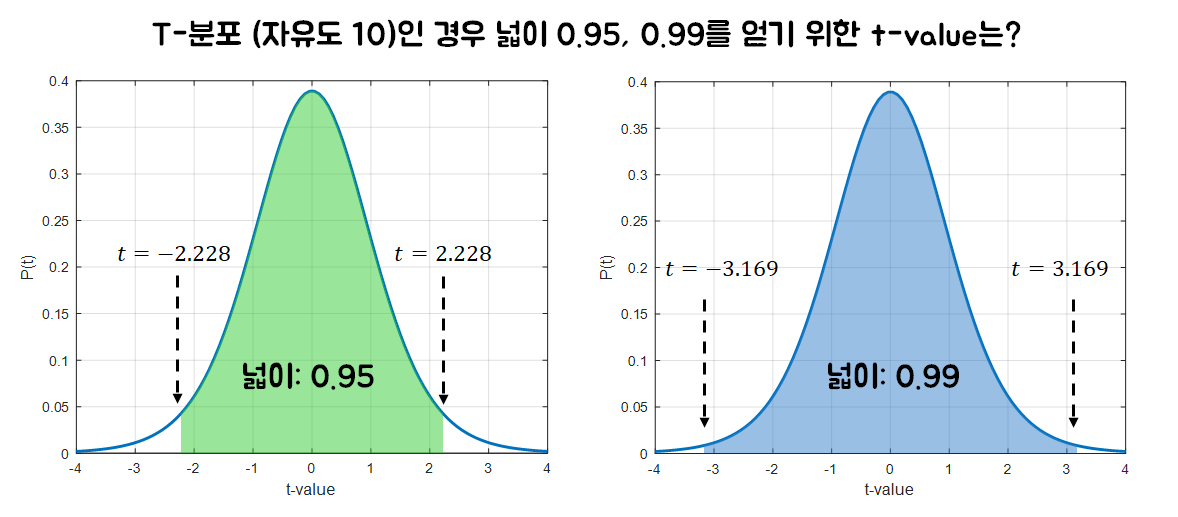 T-분포 (자유도 10)인 경우 넓이 0.95, 0.99를 얻기 위한 t-value는?
0.4
0.35
0.3
0.25
0.2
0.15
0.1
0.05
0
P(t)
t = −2.228
t = 2.228
넓이: 0.95
-4 -3 -2 -1 0 1 2 3 4
t-value
0.4
0.35
0.3
0.25
0.2
0.15
0.1
0.05
0
P(t)
t = −3.169
t = 3.169
넓이: 0.99
-4 -3 -2 -1 0 1 2 3 4
t-value